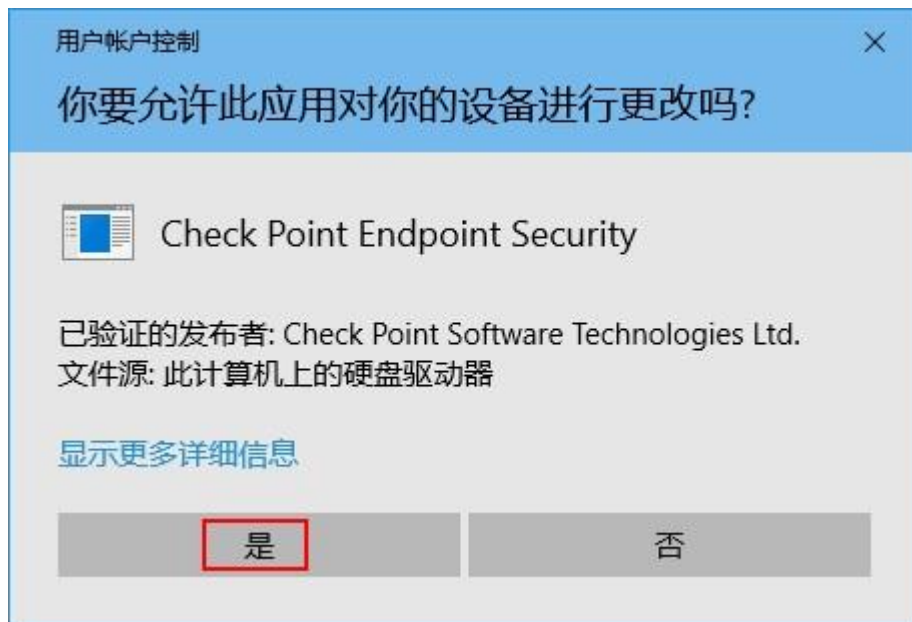 用户帐户控制
你要允许此应用对你的设备进行更改吗?
Check Point Endpoint Security
已验证的发布者: Check Point Software Technologies Ltd.
文件源: 此计算机上的硬盘驱动器
显示更多详细信息
是
否